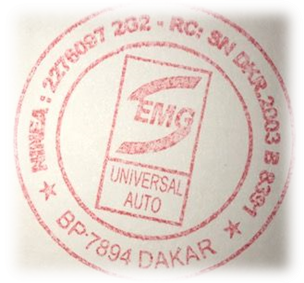 NINEA : 2276097 2G2 - RC: SN DKR.2003 B 8391
EMG
UNIVERSAL
AUTO
BP·7894 DAKAR